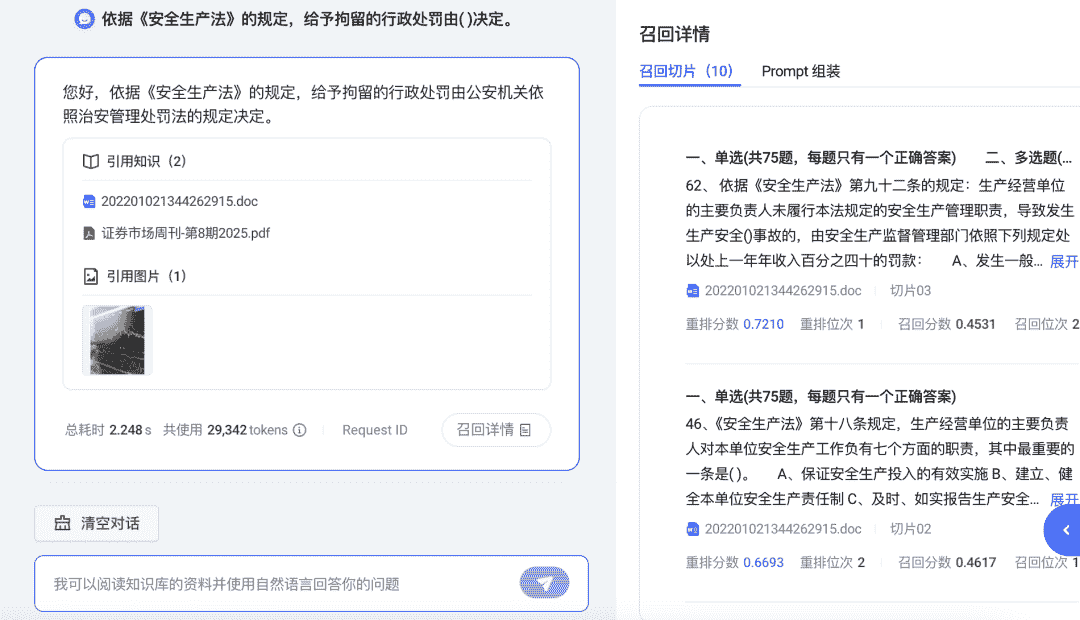 依据《安全生产法》的规定，给予拘留的行政处罚由( )决定。
您好，依据《安全生产法》的规定，给予拘留的行政处罚由公安机关依
照治安管理处罚法的规定决定。
引用知识（2）
202201021344262915.doc
证券市场周刊-第8期2025.pdf
引用图片（1）
总耗时 2.248 s 共使用 29,342 tokens Request ID 召回详情
清空对话
我可以阅读知识库的资料并使用自然语言回答你的问题
召回详情
召回切片（10） Prompt 组装
一、单选(共75题，每题只有一个正确答案) 二、多选题(...
62、 依据《安全生产法》第九十二条的规定：生产经营单位
的主要负责人未履行本法规定的安全生产管理职责，导致发生
生产安全()事故的，由安全生产监督管理部门依照下列规定处
以处上一年年收入百分之四十的罚款： A、发生一般... 展开
202201021344262915.doc 切片03
重排分数 0.7210 重排位次 1 召回分数 0.4531 召回位次 2
一、单选(共75题，每题只有一个正确答案)
46、《安全生产法》第十八条规定，生产经营单位的主要负责
人对本单位安全生产工作负有七个方面的职责，其中最重要的
一条是( )。 A、保证安全生产投入的有效实施 B、建立、健
全本单位安全生产责任制 C、及时、如实报告生产安全... 展开
202201021344262915.doc 切片02
重排分数 0.6693 重排位次 2 召回分数 0.4617 召回位次 1